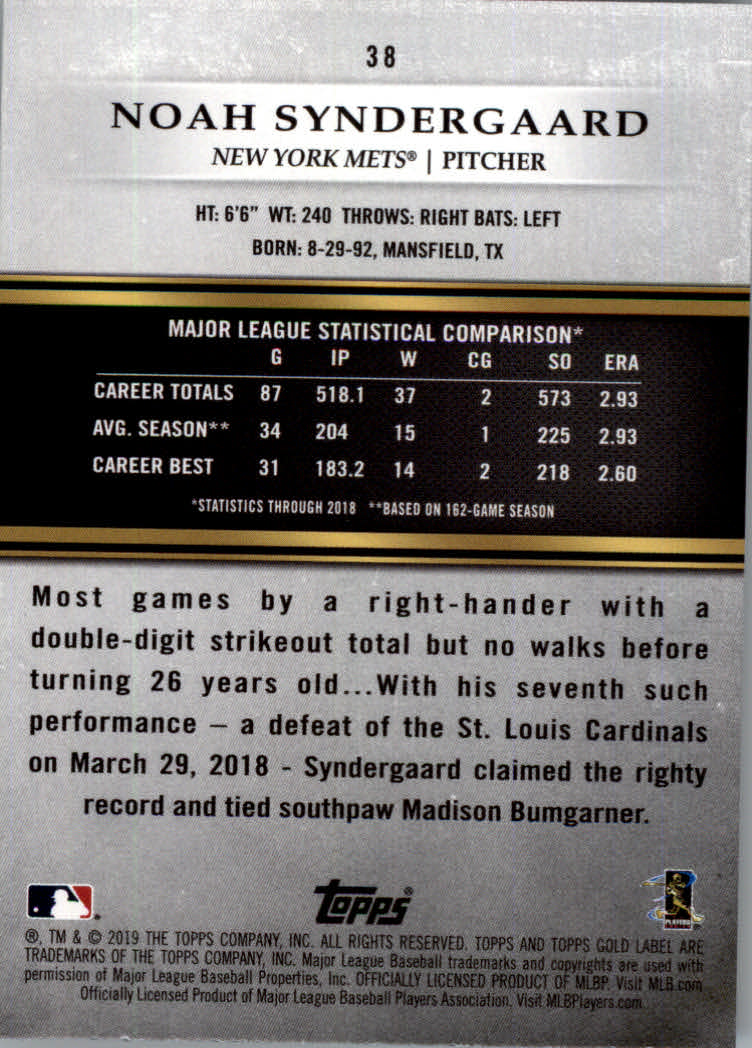 38
NOAH SYNDERGAARD
NEW YORK METS® | PITCHER
HT: 6'6" WT: 240 THROWS: RIGHT BATS: LEFT
BORN: 8-29-92, MANSFIELD, TX
MAJOR LEAGUE STATISTICAL COMPARISON*
G IP W CG SO ERA
CAREER TOTALS 87 518.1 37 2 573 2.93
AVG. SEASON** 34 204 15 1 225 2.93
CAREER BEST 31 183.2 14 2 218 2.60
*STATISTICS THROUGH 2018 **BASED ON 162-GAME SEASON
Most games by a right-hander with a
double-digit strikeout total but no walks before
turning 26 years old...With his seventh such
performance – a defeat of the St. Louis Cardinals
on March 29, 2018 - Syndergaard claimed the righty
record and tied southpaw Madison Bumgarner.
topps®
PLAYERS
®, TM & © 2019 THE TOPPS COMPANY, INC. ALL RIGHTS RESERVED. TOPPS AND TOPPS GOLD LABEL ARE
TRADEMARKS OF THE TOPPS COMPANY, INC. Major League Baseball trademarks and copyrights are used with
permission of Major League Baseball Properties, Inc. OFFICIALLY LICENSED PRODUCT OF MLBP. Visit MLB.com
Officially Licensed Product of Major League Baseball Players Association. Visit MLBPlayers.com